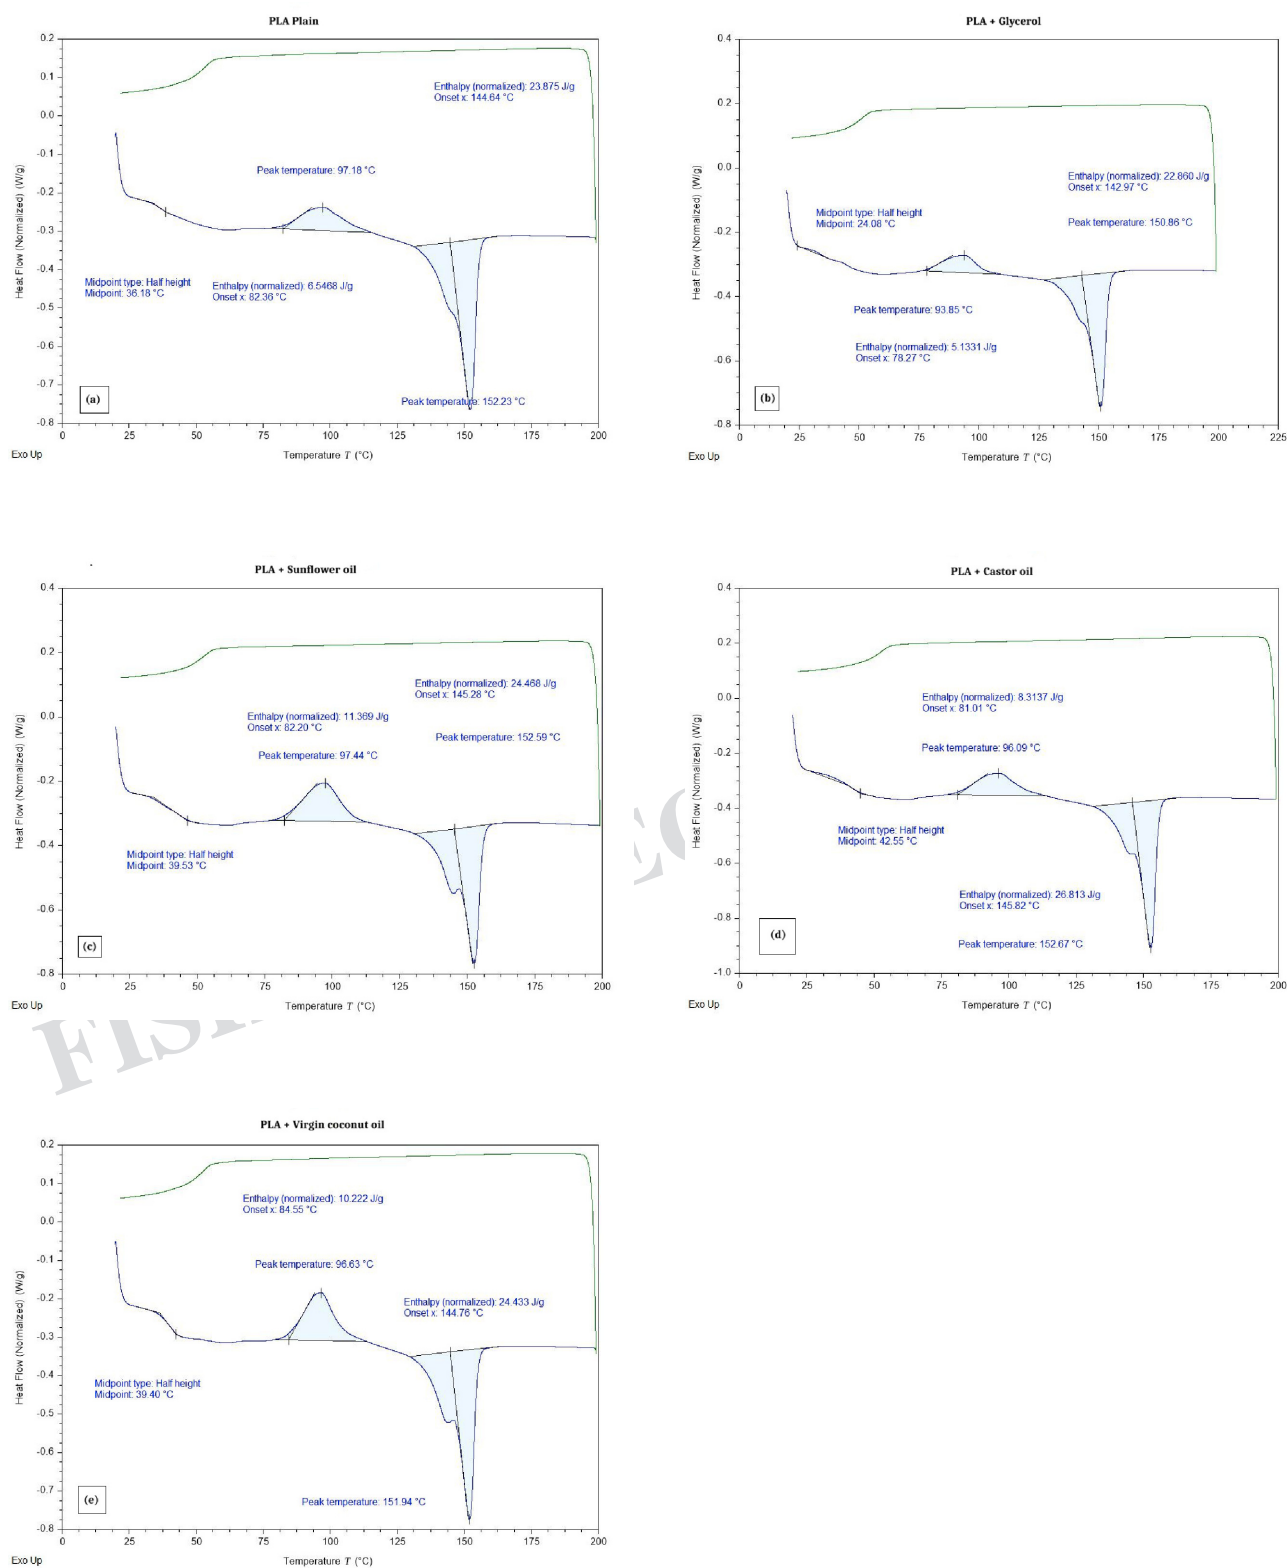 PLA Plain
0.2
0.1
0.0
-0.1
-0.2
-0.3
-0.4
-0.5
-0.6
-0.7
-0.8
Heat Flow (Normalized) (W/g)
Enthalpy (normalized): 23.875 J/g
Onset x: 144.64 °C
Peak temperature: 97.18 °C
Midpoint type: Half height
Midpoint: 36.18 °C
Enthalpy (normalized): 6.5468 J/g
Onset x: 82.36 °C
Peak temperature: 152.23 °C
(a)
0 25 50 75 100 125 150 175 200
Exo Up
Temperature T (°C)
PLA + Glycerol
0.4
0.2
0.0
-0.2
-0.4
-0.6
-0.8
Heat Flow (Normalized) (W/g)
Enthalpy (normalized): 22.860 J/g
Onset x: 142.97 °C
Midpoint type: Half height
Midpoint: 24.08 °C
Peak temperature: 150.86 °C
Peak temperature: 93.85 °C
Enthalpy (normalized): 5.1331 J/g
Onset x: 78.27 °C
(b)
0 25 50 75 100 125 150 175 200 225
Exo Up
Temperature T (°C)
PLA + Sunflower oil
0.4
0.2
0.0
-0.2
-0.4
-0.6
-0.8
Heat Flow (Normalized) (W/g)
Enthalpy (normalized): 24.468 J/g
Onset x: 145.28 °C
Enthalpy (normalized): 11.369 J/g
Onset x: 82.20 °C
Peak temperature: 152.59 °C
Peak temperature: 97.44 °C
Midpoint type: Half height
Midpoint: 39.53 °C
(c)
0 25 50 75 100 125 150 175 200
Exo Up
Temperature T (°C)
PLA + Castor oil
0.4
0.2
0.0
-0.2
-0.4
-0.6
-0.8
-1.0
Heat Flow (Normalized) (W/g)
Enthalpy (normalized): 8.3137 J/g
Onset x: 81.01 °C
Peak temperature: 96.09 °C
Midpoint type: Half height
Midpoint: 42.55 °C
Enthalpy (normalized): 26.813 J/g
Onset x: 145.82 °C
Peak temperature: 152.67 °C
(d)
0 25 50 75 100 125 150 175 200
Exo Up
Temperature T (°C)
PLA + Virgin coconut oil
0.2
0.1
0.0
-0.1
-0.2
-0.3
-0.4
-0.5
-0.6
-0.7
-0.8
Heat Flow (Normalized) (W/g)
Enthalpy (normalized): 10.222 J/g
Onset x: 84.55 °C
Peak temperature: 96.63 °C
Enthalpy (normalized): 24.433 J/g
Onset x: 144.76 °C
Midpoint type: Half height
Midpoint: 39.40 °C
Peak temperature: 151.94 °C
(e)
0 25 50 75 100 125 150 175 200
Exo Up
Temperature T (°C)